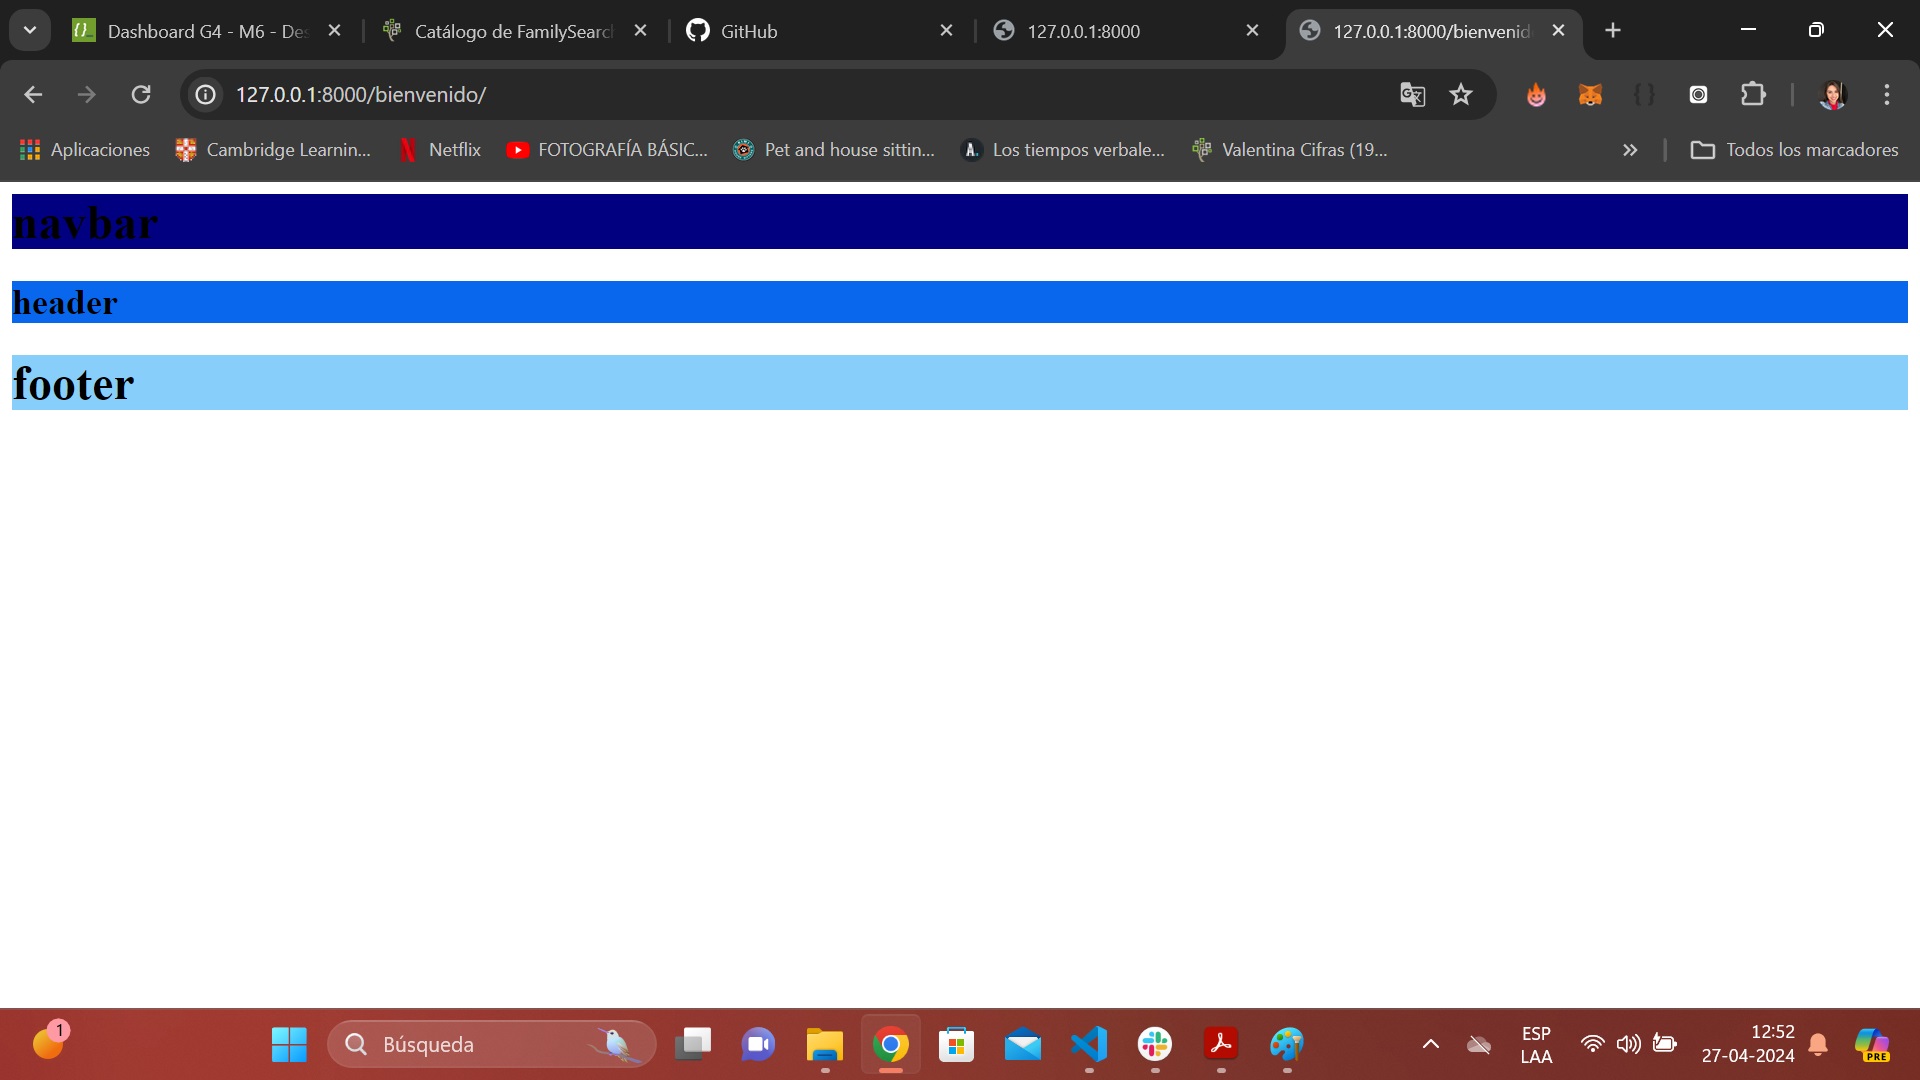 Dashboard G4 - M6 - Des
Catálogo de FamilySearch
GitHub
127.0.0.1:8000
127.0.0.1:8000/bienvenid
127.0.0.1:8000/bienvenido/
Aplicaciones
Cambridge Learnin...
Netflix
FOTOGRAFÍA BÁSIC...
Pet and house sittin...
Los tiempos verbale...
Valentina Cifras (19...
Todos los marcadores
navbar
header
footer
1
Búsqueda
ESP
LAA
12:52
27-04-2024
PRE